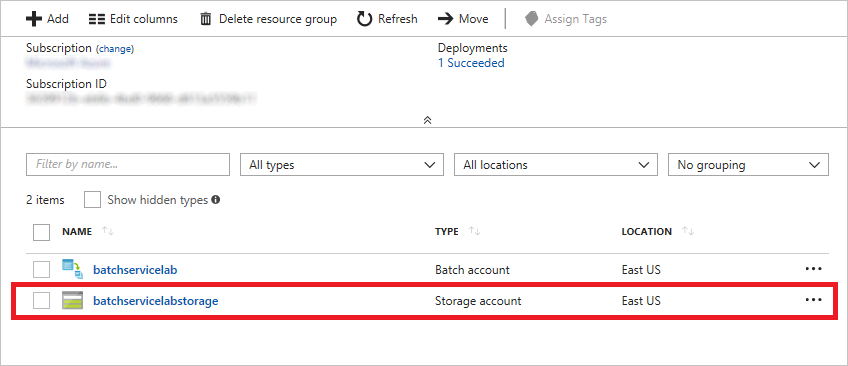 Add Edit columns Delete resource group Refresh Move Assign Tags
Subscription (change) Deployments
1 Succeeded
Subscription ID
Filter by name... All types All locations No grouping
2 items Show hidden types
NAME TYPE LOCATION
batchservicelab Batch account East US
batchservicelabstorage Storage account East US